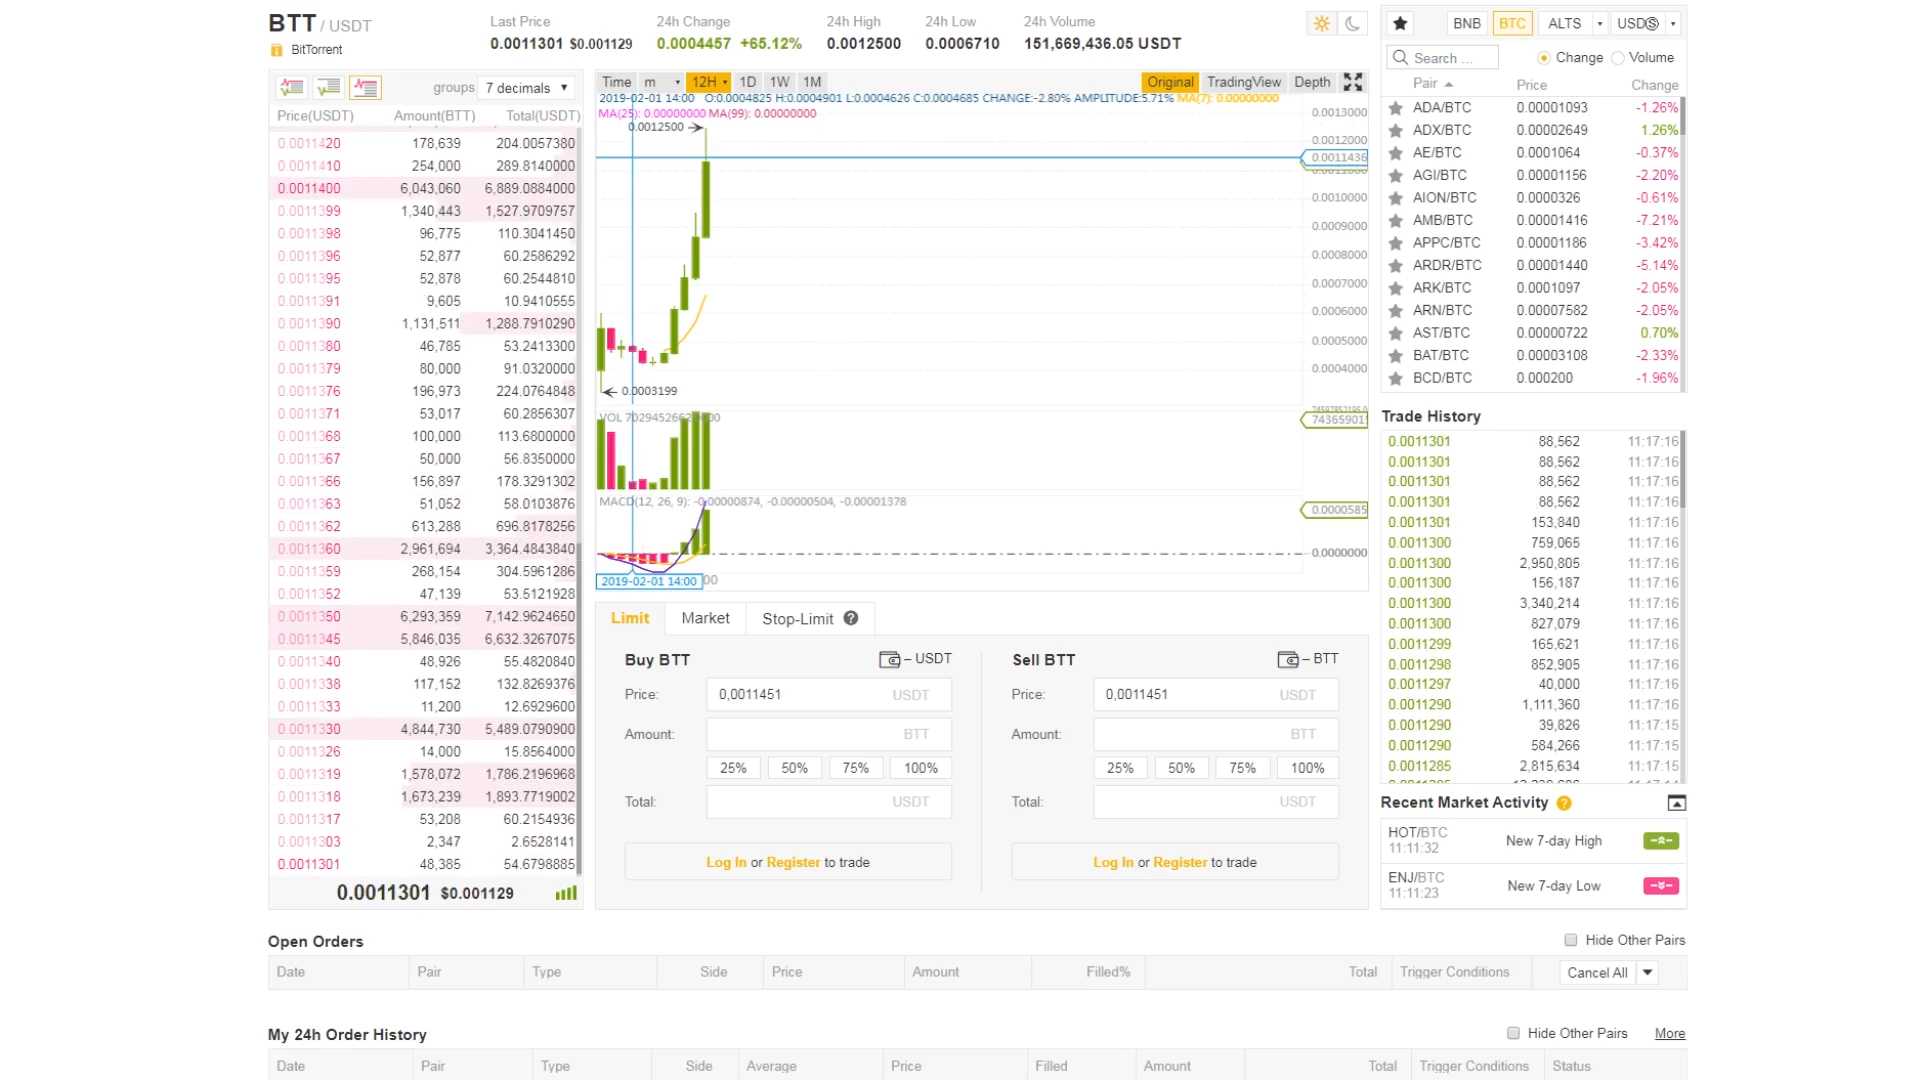 BTT / USDT
BitTorrent
Last Price
0.0011301 $0.001129
24h Change
0.0004457 +65.12%
24h High
0.0012500
24h Low
0.0006710
24h Volume
151,669,436.05 USDT
groups 7 decimals
Price(USDT) Amount(BTT) Total(USDT)
0.0011420 178,639 204.0057380
0.0011410 254,000 289.8140000
0.0011400 6,043,060 6,889.0884000
0.0011399 1,340,443 1,527.9709757
0.0011398 96,775 110.3041450
0.0011396 52,877 60.2586292
0.0011395 52,878 60.2544810
0.0011391 9,605 10.9410555
0.0011390 1,131,511 1,288.7910290
0.0011380 46,785 53.2413300
0.0011379 80,000 91.0320000
0.0011376 196,973 224.0764848
0.0011371 53,017 60.2856307
0.0011368 100,000 113.6800000
0.0011367 50,000 56.8350000
0.0011366 156,897 178.3291302
0.0011363 51,052 58.0103876
0.0011362 613,288 696.8178256
0.0011360 2,961,694 3,364.4843840
0.0011359 268,154 304.5961286
0.0011352 47,139 53.5121928
0.0011350 6,293,359 7,142.9624650
0.0011345 5,846,035 6,632.3267075
0.0011340 48,926 55.4820840
0.0011338 117,152 132.8269376
0.0011333 11,200 12.6929600
0.0011330 4,844,730 5,489.0790900
0.0011326 14,000 15.8564000
0.0011319 1,578,072 1,786.2196968
0.0011318 1,673,239 1,893.7719002
0.0011317 53,208 60.2154936
0.0011303 2,347 2.6528141
0.0011301 48,385 54.6798885
0.0011301 $0.001129
Time m 12H 1D 1W 1M Original TradingView Depth
2019-02-01 14:00 O:0.0004825 H:0.0004901 L:0.0004626 C:0.0004685 CHANGE:-2.80% AMPLITUDE:5.71% MA(7): 0.00000000
MA(25): 0.00000000 MA(99): 0.00000000
0.0012500
0.0003199
0.0013000
0.0012000
0.0011436
0.0010000
0.0009000
0.0008000
0.0007000
0.0006000
0.0005000
0.0004000
MACD(12, 26, 9): -0.00000874, -0.00000504, -0.00001378
0.0000585
0.0000000
2019-02-01 14:00
Limit Market Stop-Limit ?
Buy BTT – USDT
Price: 0,0011451 USDT
Amount: BTT
25% 50% 75% 100%
Total: USDT
Log In or Register to trade
Sell BTT – BTT
Price: 0,0011451 USDT
Amount: BTT
25% 50% 75% 100%
Total: USDT
Log In or Register to trade
BNB BTC ALTS USDⓈ
Search ... Change Volume
Pair Price Change
ADA/BTC 0.00001093 -1.26%
ADX/BTC 0.00002649 1.26%
AE/BTC 0.0001064 -0.37%
AGI/BTC 0.00001156 -2.20%
AION/BTC 0.0000326 -0.61%
AMB/BTC 0.00001416 -7.21%
APPC/BTC 0.00001186 -3.42%
ARDR/BTC 0.00001440 -5.14%
ARK/BTC 0.0001097 -2.05%
ARN/BTC 0.00007582 -2.05%
AST/BTC 0.00000722 0.70%
BAT/BTC 0.00003108 -2.33%
BCD/BTC 0.000200 -1.96%
Trade History
0.0011301 88,562 11:17:16
0.0011301 88,562 11:17:16
0.0011301 88,562 11:17:16
0.0011301 88,562 11:17:16
0.0011301 153,840 11:17:16
0.0011300 759,065 11:17:16
0.0011300 2,950,805 11:17:16
0.0011300 156,187 11:17:16
0.0011300 3,340,214 11:17:16
0.0011300 827,079 11:17:16
0.0011299 165,621 11:17:16
0.0011298 852,905 11:17:16
0.0011297 40,000 11:17:16
0.0011290 1,111,360 11:17:16
0.0011290 39,826 11:17:15
0.0011290 584,266 11:17:15
0.0011285 2,815,634 11:17:15
Recent Market Activity ?
HOT/BTC
11:11:32
New 7-day High
ENJ/BTC
11:11:23
New 7-day Low
Open Orders Hide Other Pairs
Date Pair Type Side Price Amount Filled% Total Trigger Conditions Cancel All
My 24h Order History Hide Other Pairs More
Date Pair Type Side Average Price Filled Amount Total Trigger Conditions Status